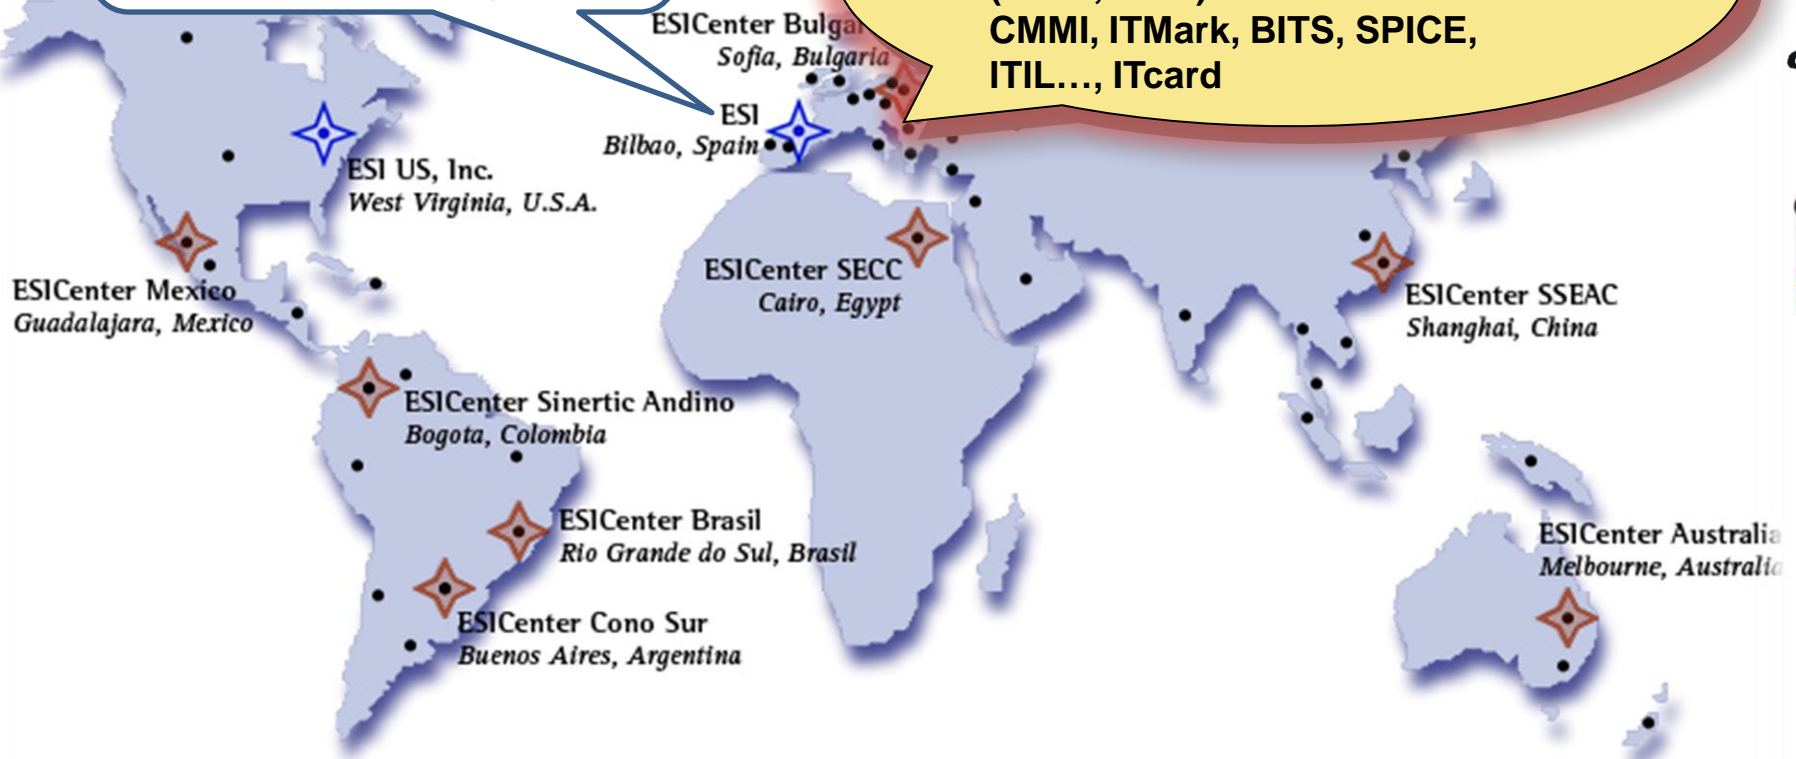 CMMI, ITMark, BITS, SPICE,
ITIL…, ITcard
ESICenter
Sofia, Bulgaria
ESI
Bilbao, Spain
ESI US, Inc.
West Virginia, U.S.A.
ESICenter Mexico
Guadalajara, Mexico
ESICenter SECC
Cairo, Egypt
ESICenter SSEAC
Shanghai, China
ESICenter Sinertic Andino
Bogota, Colombia
ESICenter Brasil
Rio Grande do Sul, Brasil
ESICenter Australia
Melbourne, Australia
ESICenter Cono Sur
Buenos Aires, Argentina